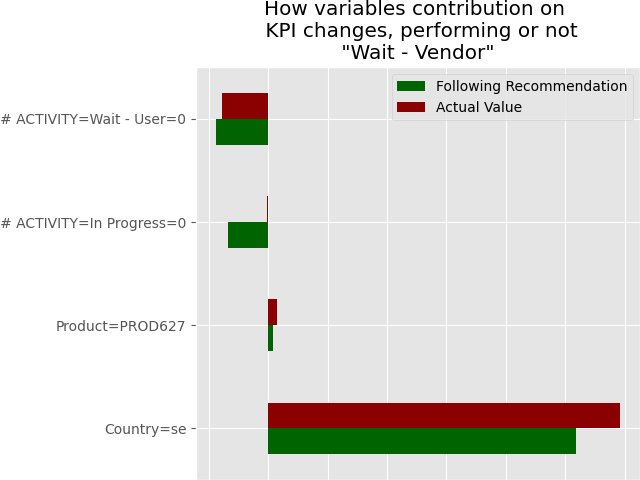 How variables contribution on
KPI changes, performing or not
"Wait - Vendor"
Following Recommendation
Actual Value
# ACTIVITY=Wait - User=0
# ACTIVITY=In Progress=0
Product=PROD627
Country=se